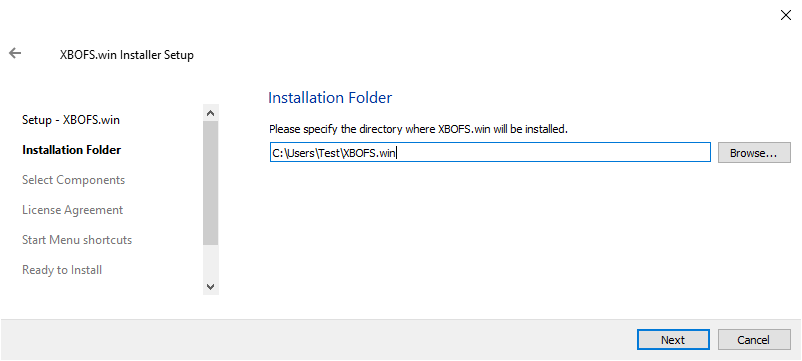 XBOFS.win Installer Setup
Setup - XBOFS.win
Installation Folder
Select Components
License Agreement
Start Menu shortcuts
Ready to Install
Installation Folder
Please specify the directory where XBOFS.win will be installed.
C:\Users\Test\XBOFS.win
Browse...
Next
Cancel